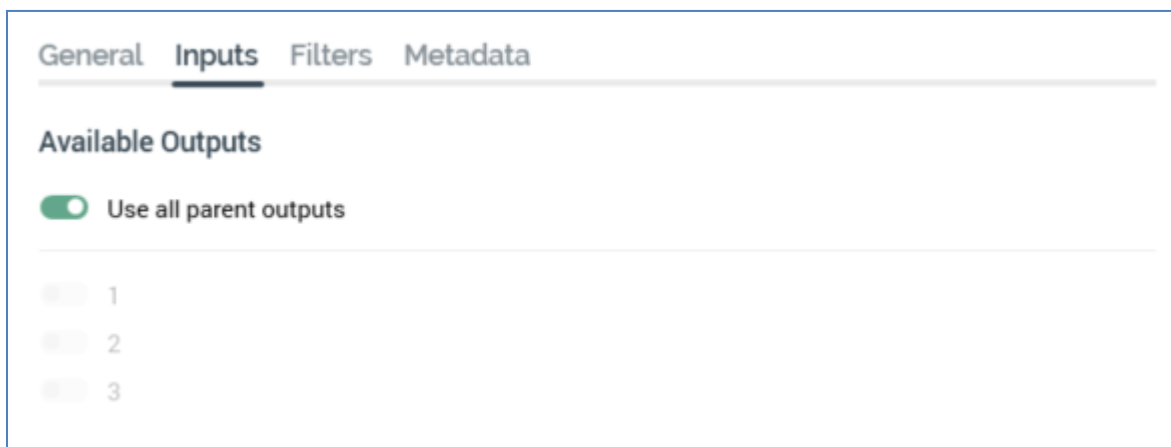 General Inputs Filters Metadata
Available Outputs
Use all parent outputs
1
2
3